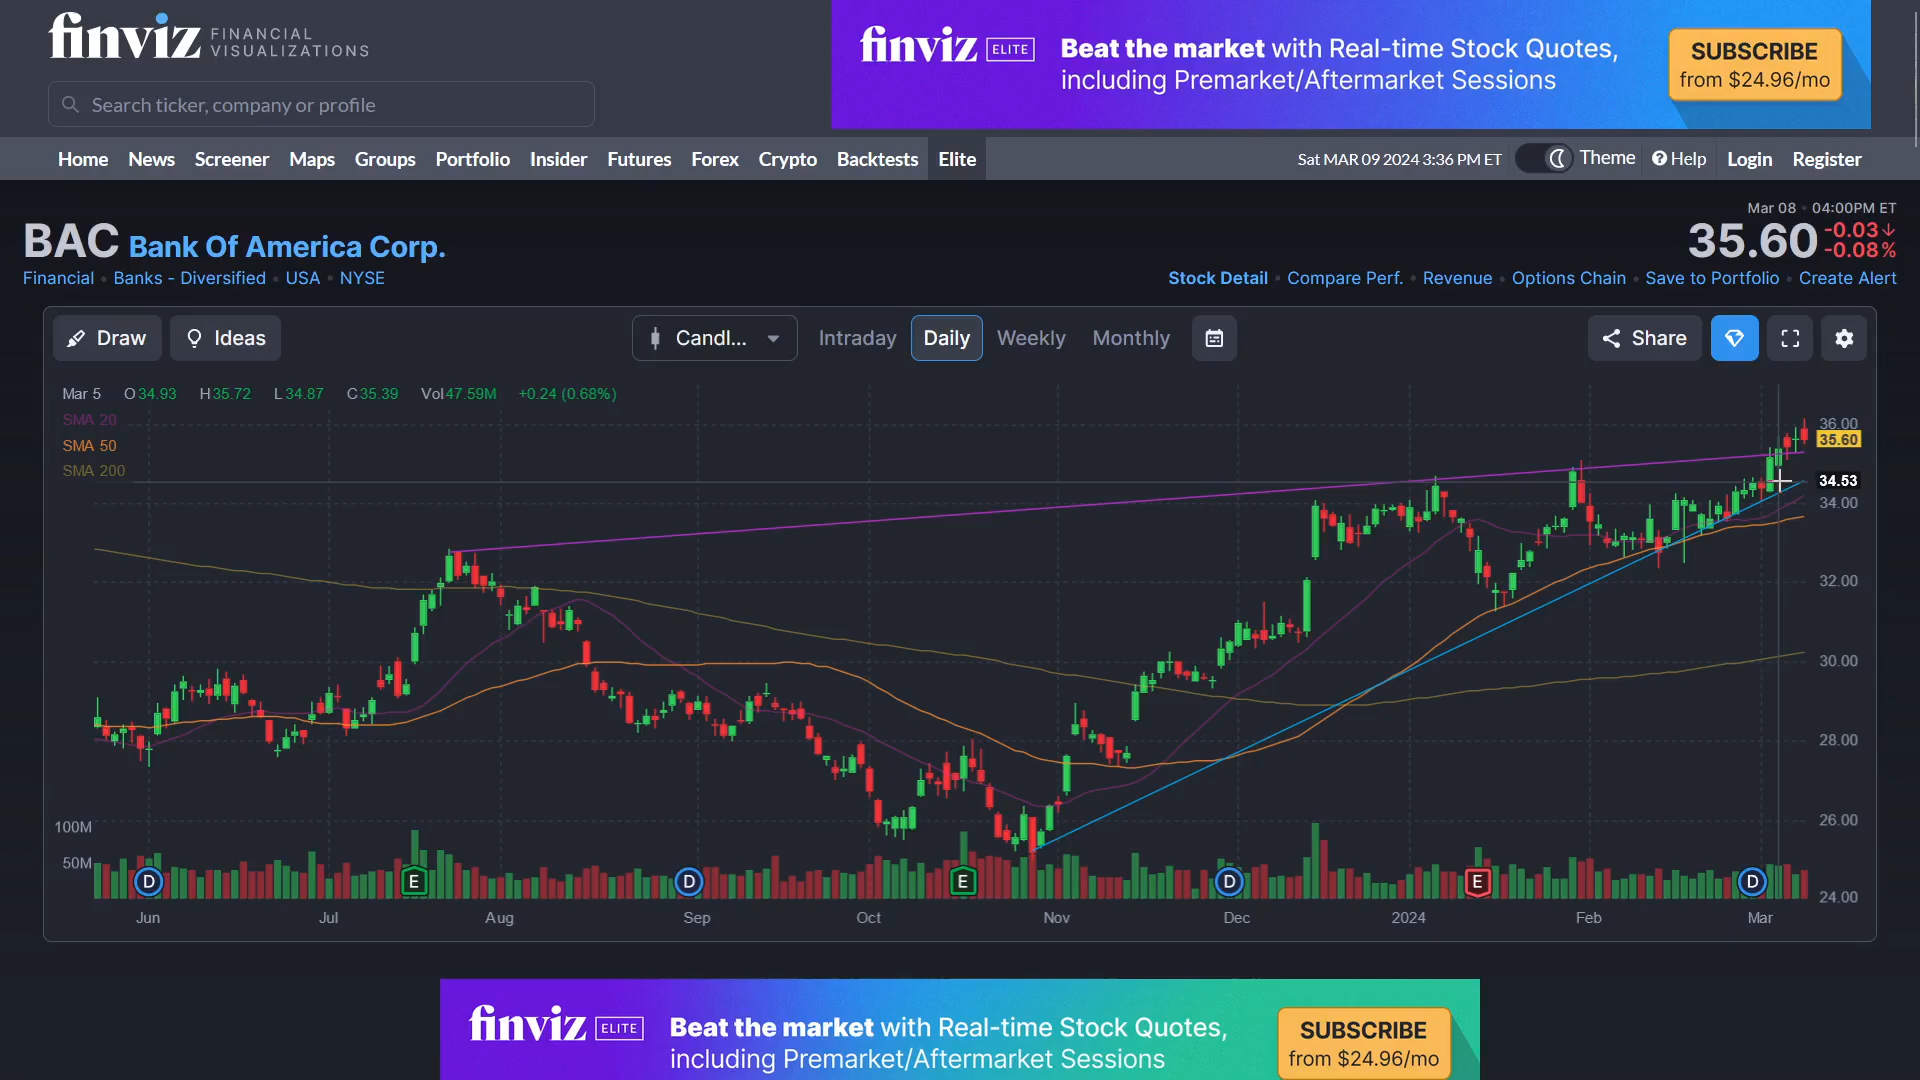 finviz FINANCIAL VISUALIZATIONS
Search ticker, company or profile
finviz ELITE Beat the market with Real-time Stock Quotes, including Premarket/Aftermarket Sessions
SUBSCRIBE
from $24.96/mo
Home News Screener Maps Groups Portfolio Insider Futures Forex Crypto Backtests Elite Sat MAR 09 2024 3:36 PM ET Theme Help Login Register
Mar 08 • 04:00PM ET
BAC Bank Of America Corp. 35.60 -0.03↓
-0.08%
Financial • Banks - Diversified • USA • NYSE
Stock Detail • Compare Perf. • Revenue • Options Chain • Save to Portfolio • Create Alert
Draw Ideas Candl... Intraday Daily Weekly Monthly Share
Mar 5 O 34.93 H 35.72 L 34.87 C 35.39 Vol 47.59M +0.24 (0.68%)
SMA 20
SMA 50
SMA 200
36.00
35.60
34.53
34.00
32.00
30.00
28.00
26.00
24.00
100M
50M
D E D E D E D
Jun Jul Aug Sep Oct Nov Dec 2024 Feb Mar
finviz ELITE Beat the market with Real-time Stock Quotes,
including Premarket/Aftermarket Sessions
SUBSCRIBE
from $24.96/mo